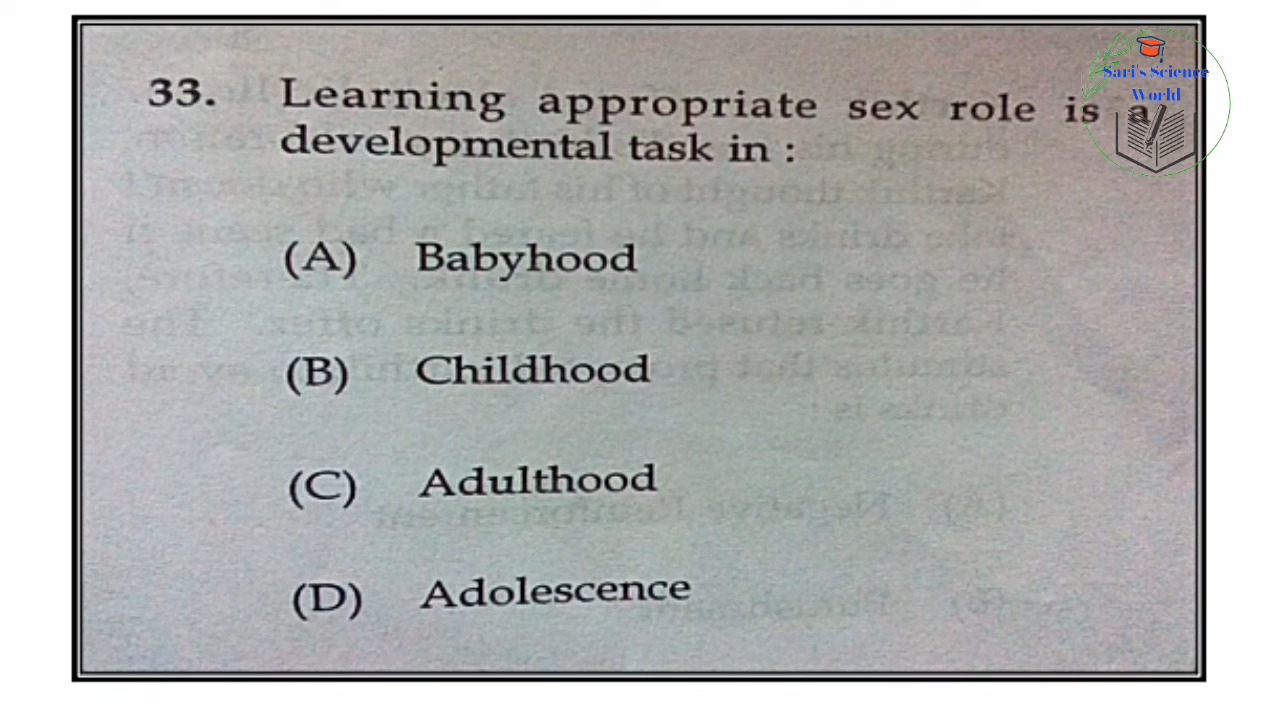 33. Learning appropriate sex role is a
developmental task in :
(A) Babyhood
(B) Childhood
(C) Adulthood
(D) Adolescence
Sari's Science
World